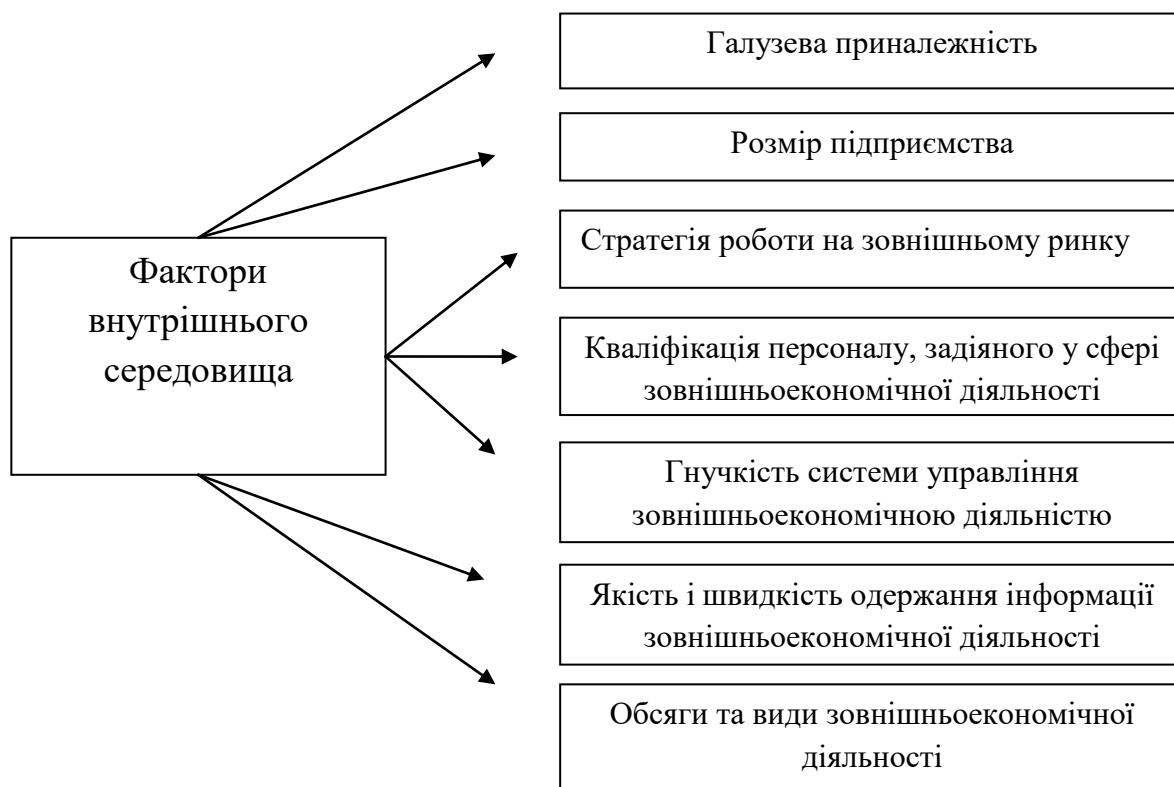 Галузева приналежність
Розмір підприємства
Стратегія роботи на зовнішньому ринку
Фактори
внутрішнього
середовища
Кваліфікація персоналу, задіяного у сфері
зовнішньоекономічної діяльності
Гнучкість системи управління
зовнішньоекономічною діяльністю
Якість і швидкість одержання інформації
зовнішньоекономічної діяльності
Обсяги та види зовнішньоекономічної
діяльності